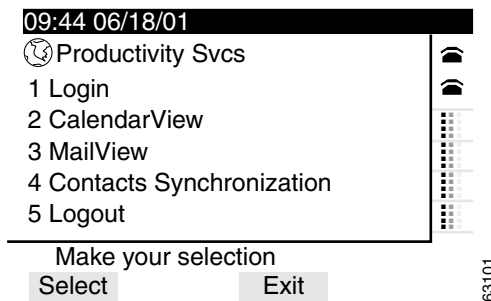 09:44 06/18/01
Productivity Svcs
1 Login
2 CalendarView
3 MailView
4 Contacts Synchronization
5 Logout
Make your selection
Select Exit
63101